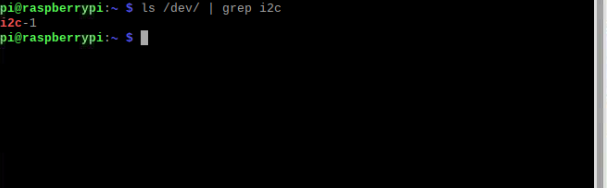 pi@raspberrypi:~ $ ls /dev/ | grep i2c
i2c-1
pi@raspberrypi:~ $